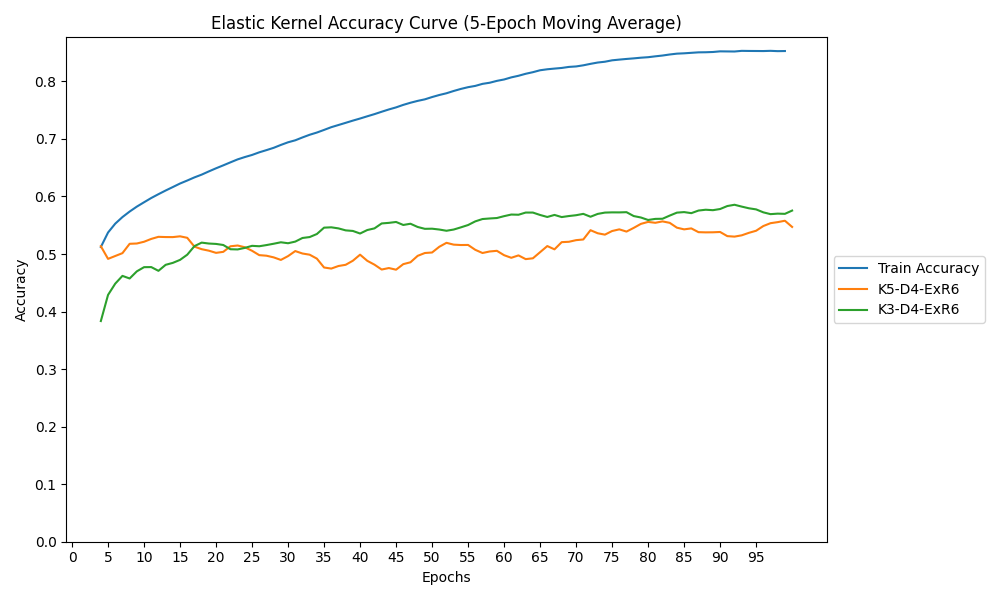 Elastic Kernel Accuracy Curve (5-Epoch Moving Average)
Accuracy
0.8
0.7
0.6
0.5
0.4
0.3
0.2
0.1
0.0
0 5 10 15 20 25 30 35 40 45 50 55 60 65 70 75 80 85 90 95
Epochs
Train Accuracy
K5-D4-ExR6
K3-D4-ExR6